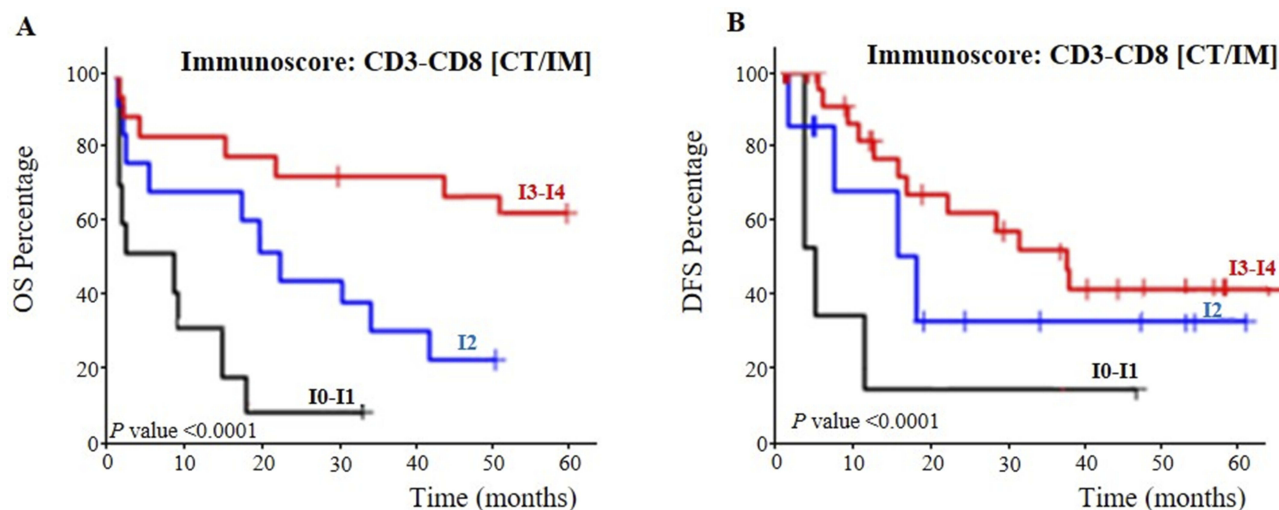 A
Immunoscore: CD3-CD8 [CT/IM]
OS Percentage
100
80
60
40
20
0
I3-I4
I2
I0-I1
P value <0.0001
0 10 20 30 40 50 60
Time (months)
B
Immunoscore: CD3-CD8 [CT/IM]
DFS Percentage
100
80
60
40
20
0
I3-I4
I2
I0-I1
P value <0.0001
0 10 20 30 40 50 60
Time (months)